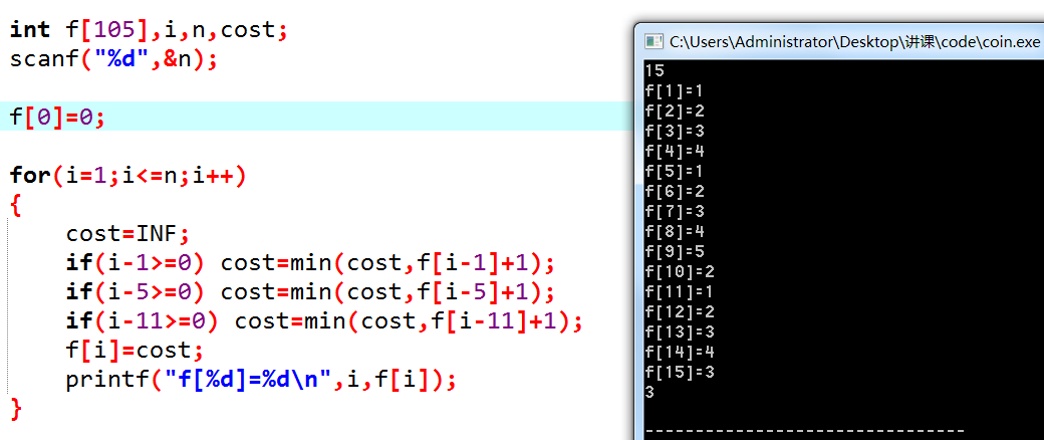 int f[105],i,n,cost;
scanf("%d",&n);
f[0]=0;
for(i=1;i<=n;i++)
{
cost=INF;
if(i-1>=0) cost=min(cost,f[i-1]+1);
if(i-5>=0) cost=min(cost,f[i-5]+1);
if(i-11>=0) cost=min(cost,f[i-11]+1);
f[i]=cost;
printf("f[%d]=%d\n",i,f[i]);
}
C:\Users\Administrator\Desktop\讲课\code\coin.exe
15
f[1]=1
f[2]=2
f[3]=3
f[4]=4
f[5]=1
f[6]=2
f[7]=3
f[8]=4
f[9]=5
f[10]=2
f[11]=1
f[12]=2
f[13]=3
f[14]=4
f[15]=3
3
--------------------------------